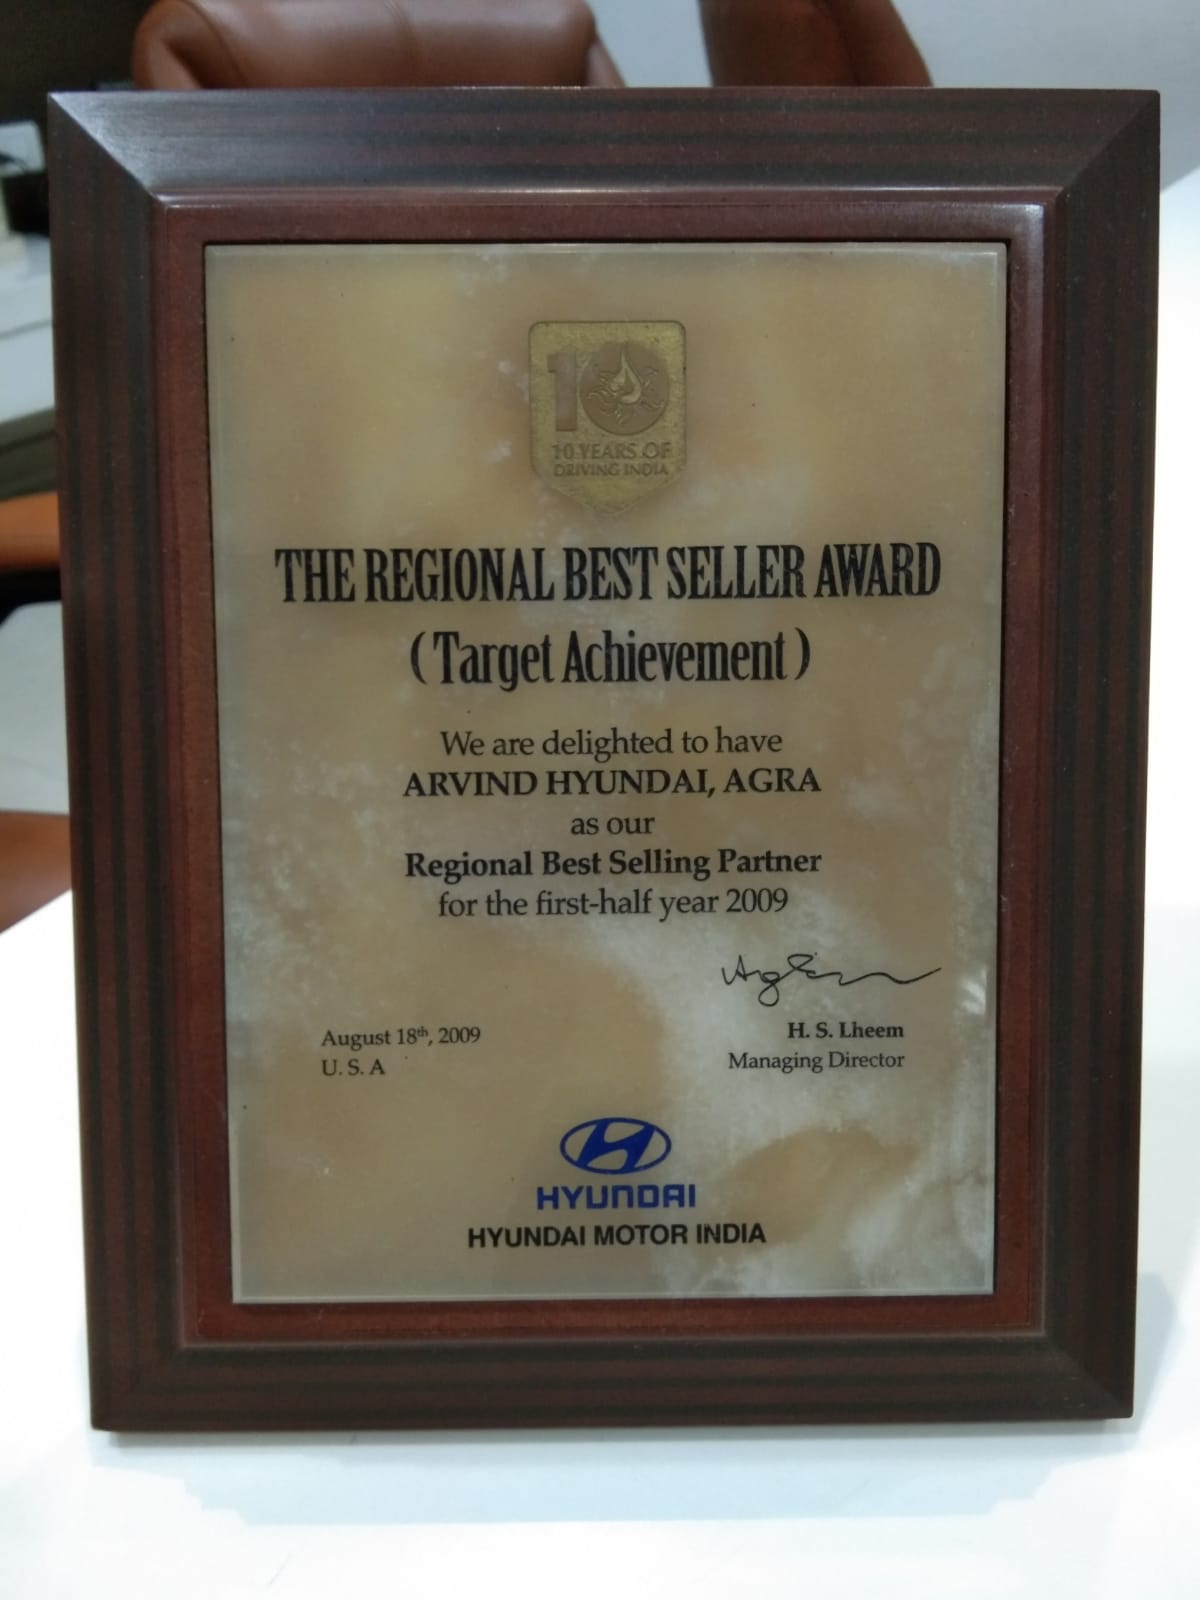 10
10 YEARS OF
DRIVING INDIA
THE REGIONAL BEST SELLER AWARD
( Target Achievement )
We are delighted to have
ARVIND HYUNDAI, AGRA
as our
Regional Best Selling Partner
for the first-half year 2009
August 18th, 2009
U. S. A
H. S. Lheem
Managing Director
HYUNDAI
HYUNDAI MOTOR INDIA